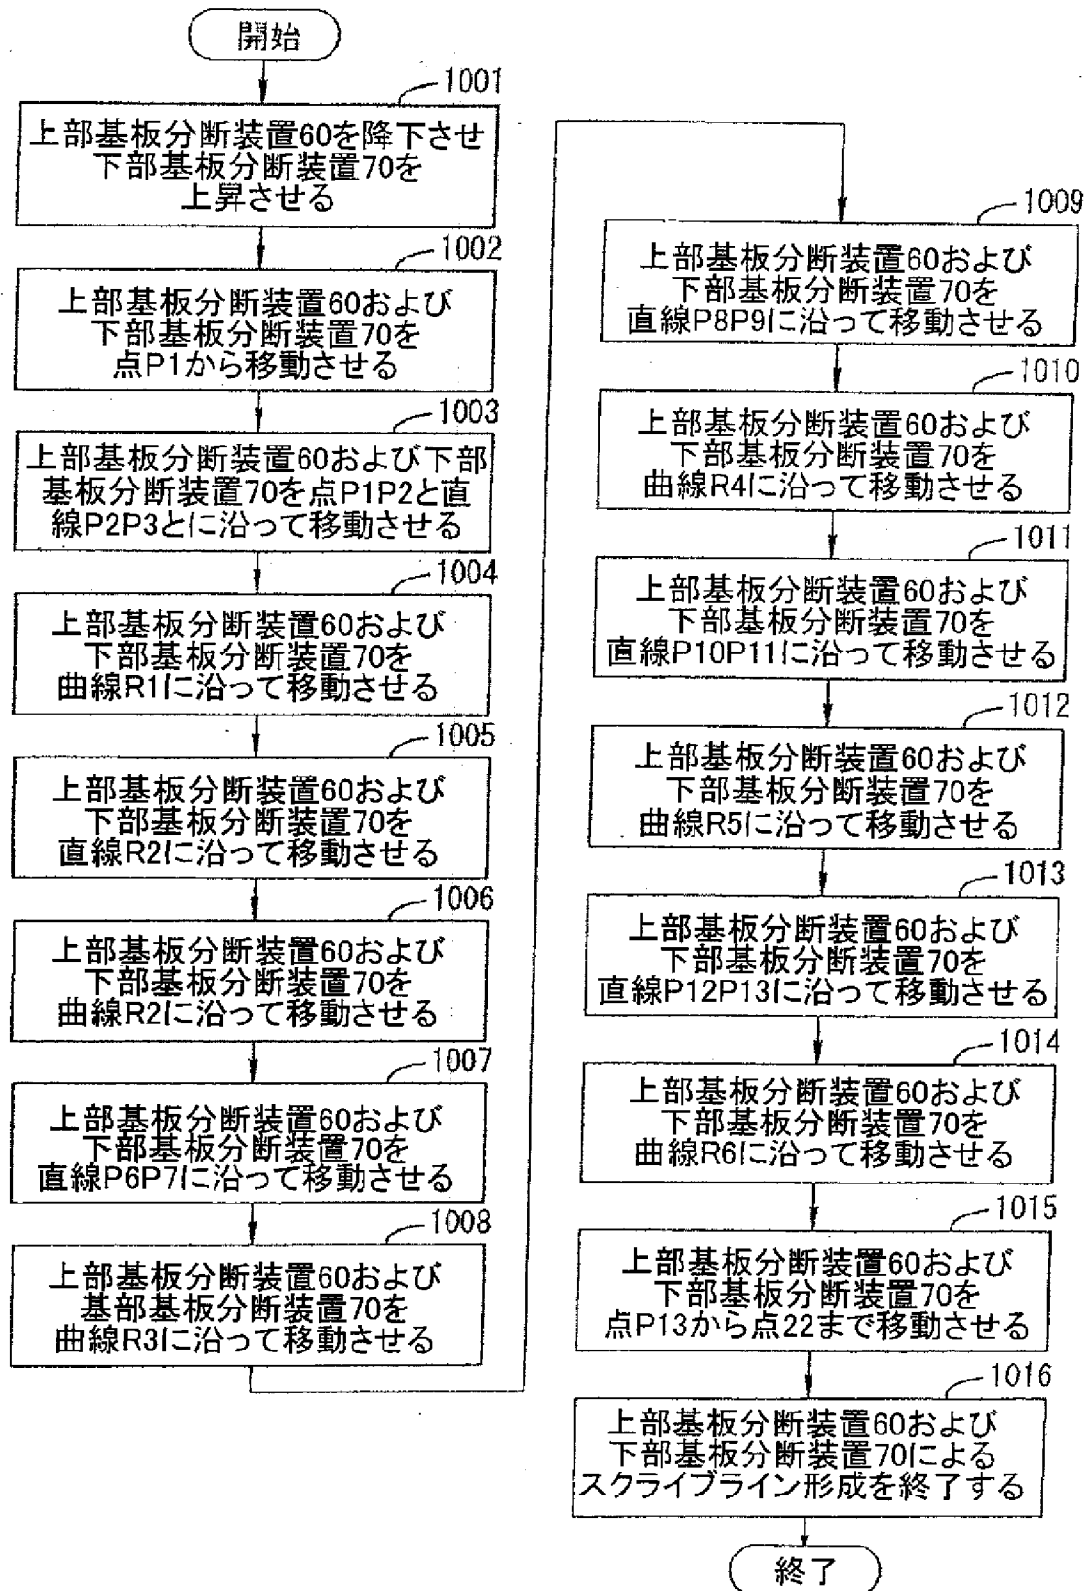 開始
1001
上部基板分断装置60を降下させ
下部基板分断装置70を
上昇させる
1002
上部基板分断装置60および
下部基板分断装置70を
点P1から移動させる
1003
上部基板分断装置60および下部
基板分断装置70を点P1P2と直
線P2P3とに沿って移動させる
1004
上部基板分断装置60および
下部基板分断装置70を
曲線R1に沿って移動させる
1005
上部基板分断装置60および
下部基板分断装置70を
直線R2に沿って移動させる
1006
上部基板分断装置60および
下部基板分断装置70を
曲線R2に沿って移動させる
1007
上部基板分断装置60および
下部基板分断装置70を
直線P6P7に沿って移動させる
1008
上部基板分断装置60および
基部基板分断装置70を
曲線R3に沿って移動させる
1009
上部基板分断装置60および
下部基板分断装置70を
直線P8P9に沿って移動させる
1010
上部基板分断装置60および
下部基板分断装置70を
曲線R4に沿って移動させる
1011
上部基板分断装置60および
下部基板分断装置70を
直線P10P11に沿って移動させる
1012
上部基板分断装置60および
下部基板分断装置70を
曲線R5に沿って移動させる
1013
上部基板分断装置60および
下部基板分断装置70を
直線P12P13に沿って移動させる
1014
上部基板分断装置60および
下部基板分断装置70を
曲線R6に沿って移動させる
1015
上部基板分断装置60および
下部基板分断装置70を
点P13から点22まで移動させる
1016
上部基板分断装置60および
下部基板分断装置70による
スクライブライン形成を終了する
終了